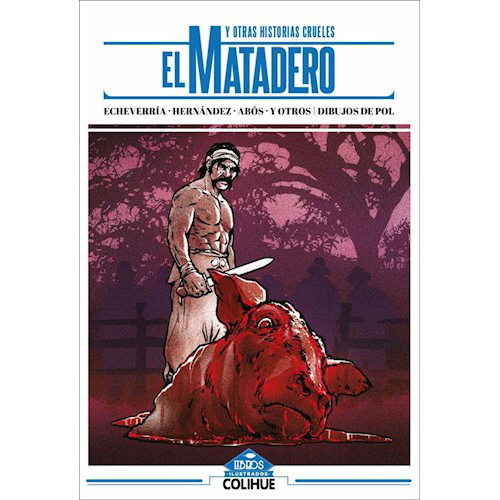 Y OTRAS HISTORIAS CRUELES
EL MATADERO
ECHEVERRÍA · HERNÁNDEZ · ABÓS · Y OTROS | DIBUJOS DE POL
LIBROS
· ILUSTRADOS ·
COLIHUE